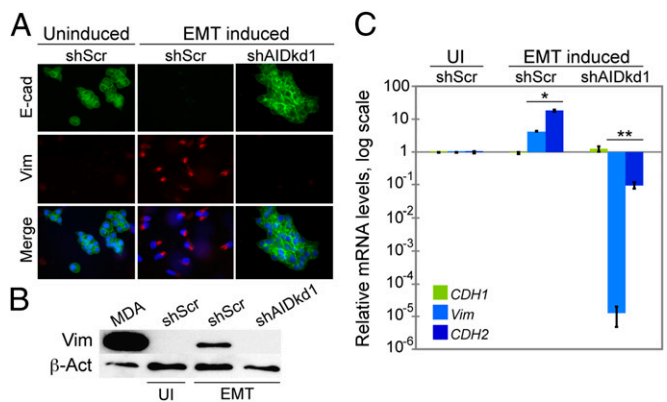 A
Uninduced EMT induced
shScr shScr shAIDkd1
E-cad
Vim
Merge
B
MDA shScr shScr shAIDkd1
Vim
β-Act
UI EMT
C
UI EMT induced
shScr shScr shAIDkd1
Relative mRNA levels, log scale
100
10
1
10-1
10-2
10-3
10-4
10-5
10-6
*
**
CDH1
Vim
CDH2